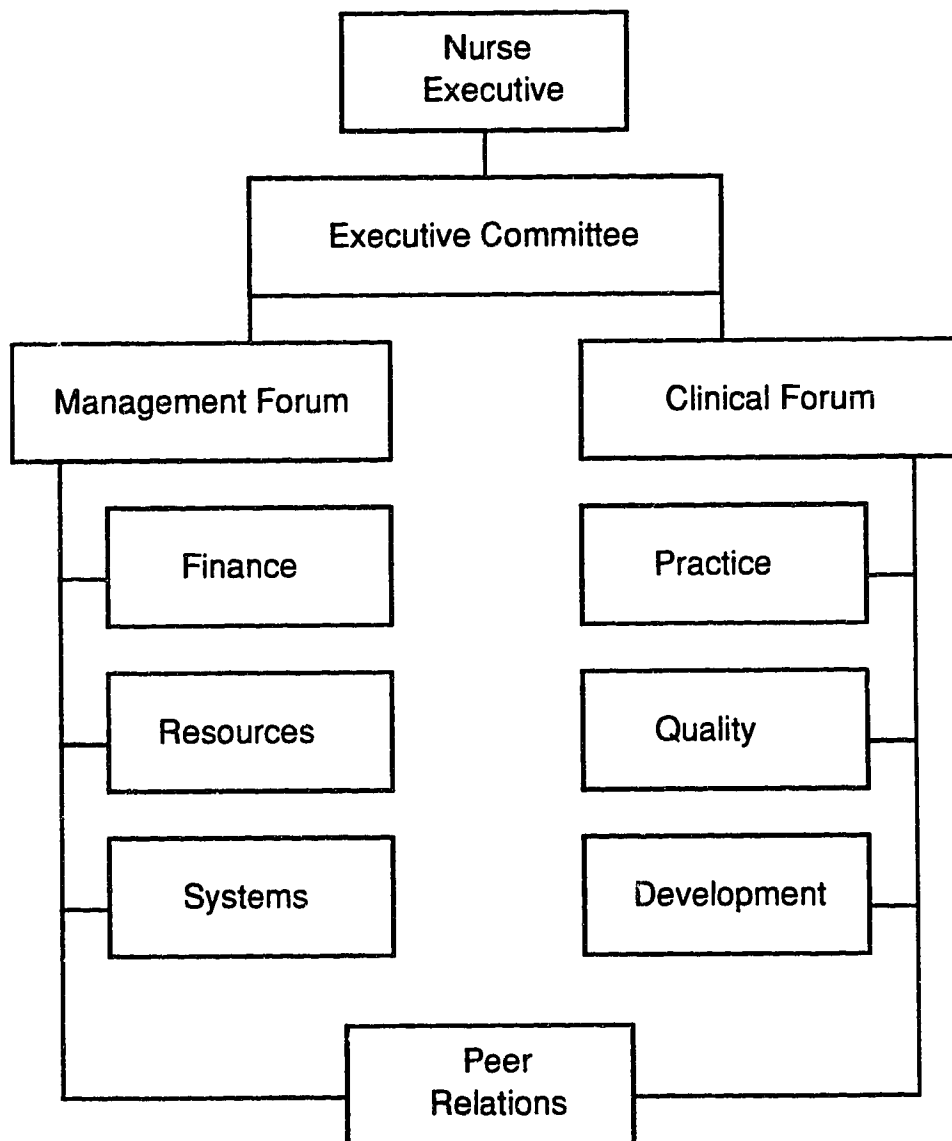 Nurse
Executive
Executive Committee
Management Forum
Clinical Forum
Finance
Practice
Resources
Quality
Systems
Development
Peer
Relations